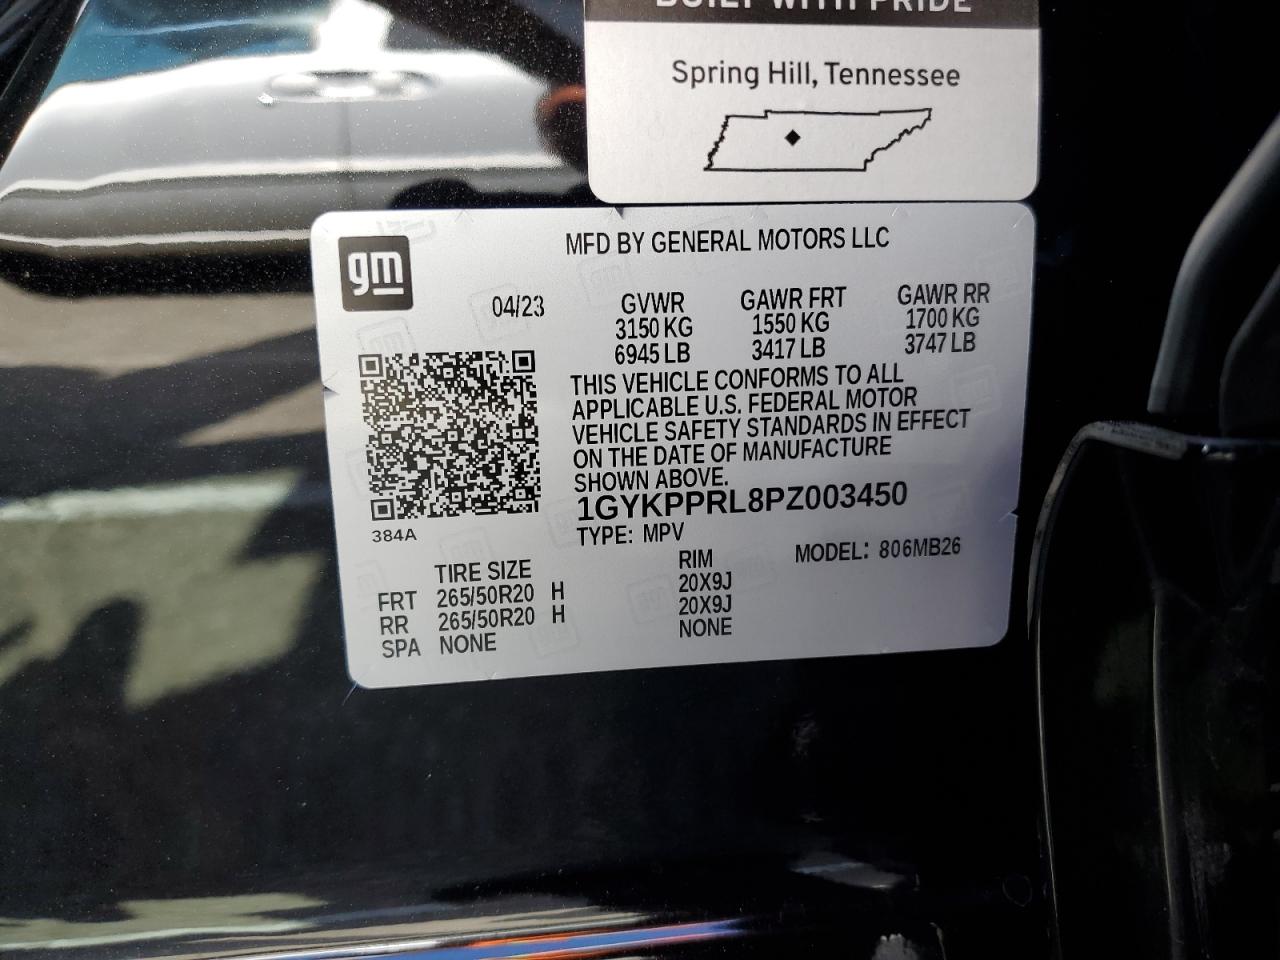 BUILT WITH PRIDE
Spring Hill, Tennessee
gm
MFD BY GENERAL MOTORS LLC
04/23
GVWR GAWR FRT GAWR RR
3150 KG 1550 KG 1700 KG
6945 LB 3417 LB 3747 LB
THIS VEHICLE CONFORMS TO ALL
APPLICABLE U.S. FEDERAL MOTOR
VEHICLE SAFETY STANDARDS IN EFFECT
ON THE DATE OF MANUFACTURE
SHOWN ABOVE.
1GYKPPRL8PZ003450
384A
TYPE: MPV MODEL: 806MB26
TIRE SIZE RIM
FRT 265/50R20 H 20X9J
RR 265/50R20 H 20X9J
SPA NONE NONE